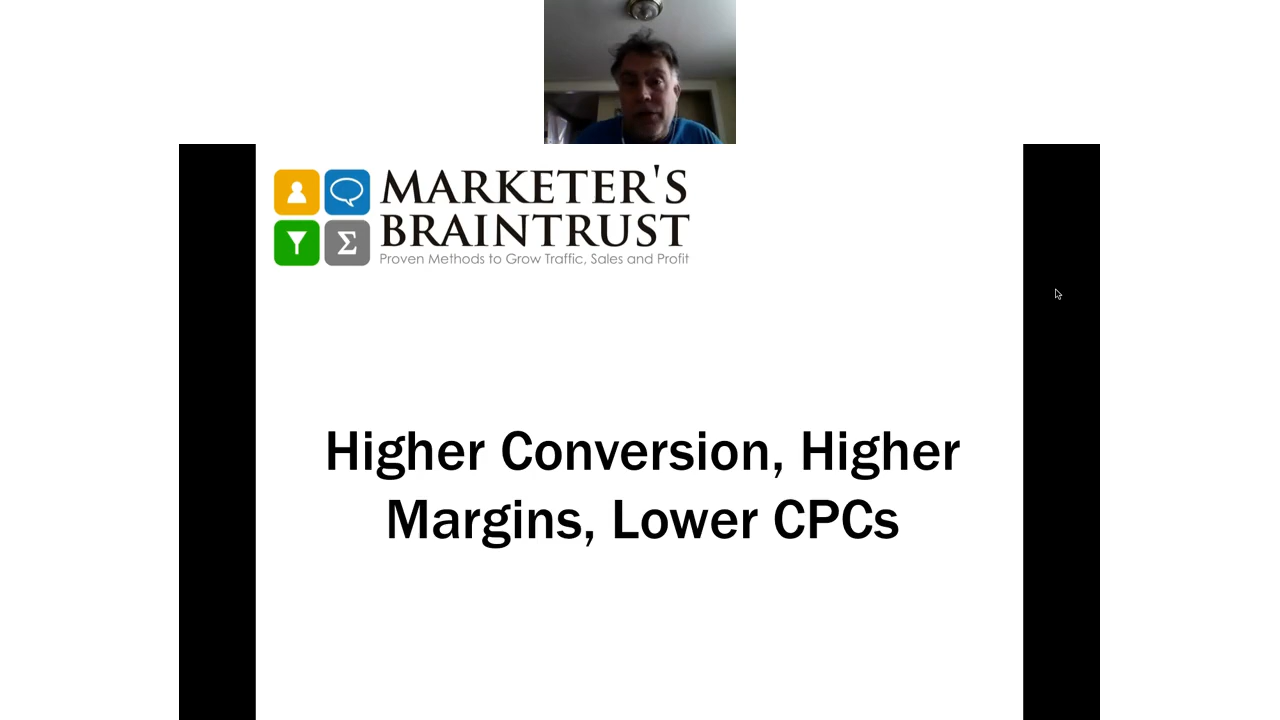 MARKETER'S
BRAINTRUST
Proven Methods to Grow Traffic, Sales and Profit
Higher Conversion, Higher
Margins, Lower CPCs